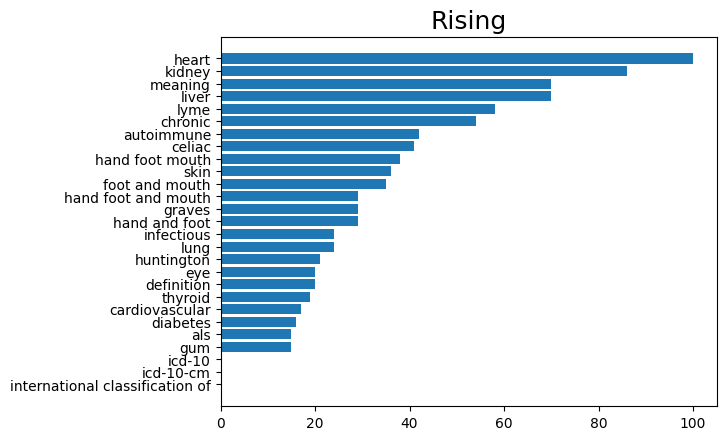 Rising
heart
kidney
meaning
liver
lyme
chronic
autoimmune
celiac
hand foot mouth
skin
foot and mouth
hand foot and mouth
graves
hand and foot
infectious
lung
huntington
eye
definition
thyroid
cardiovascular
diabetes
als
gum
icd-10
icd-10-cm
international classification of
0 20 40 60 80 100